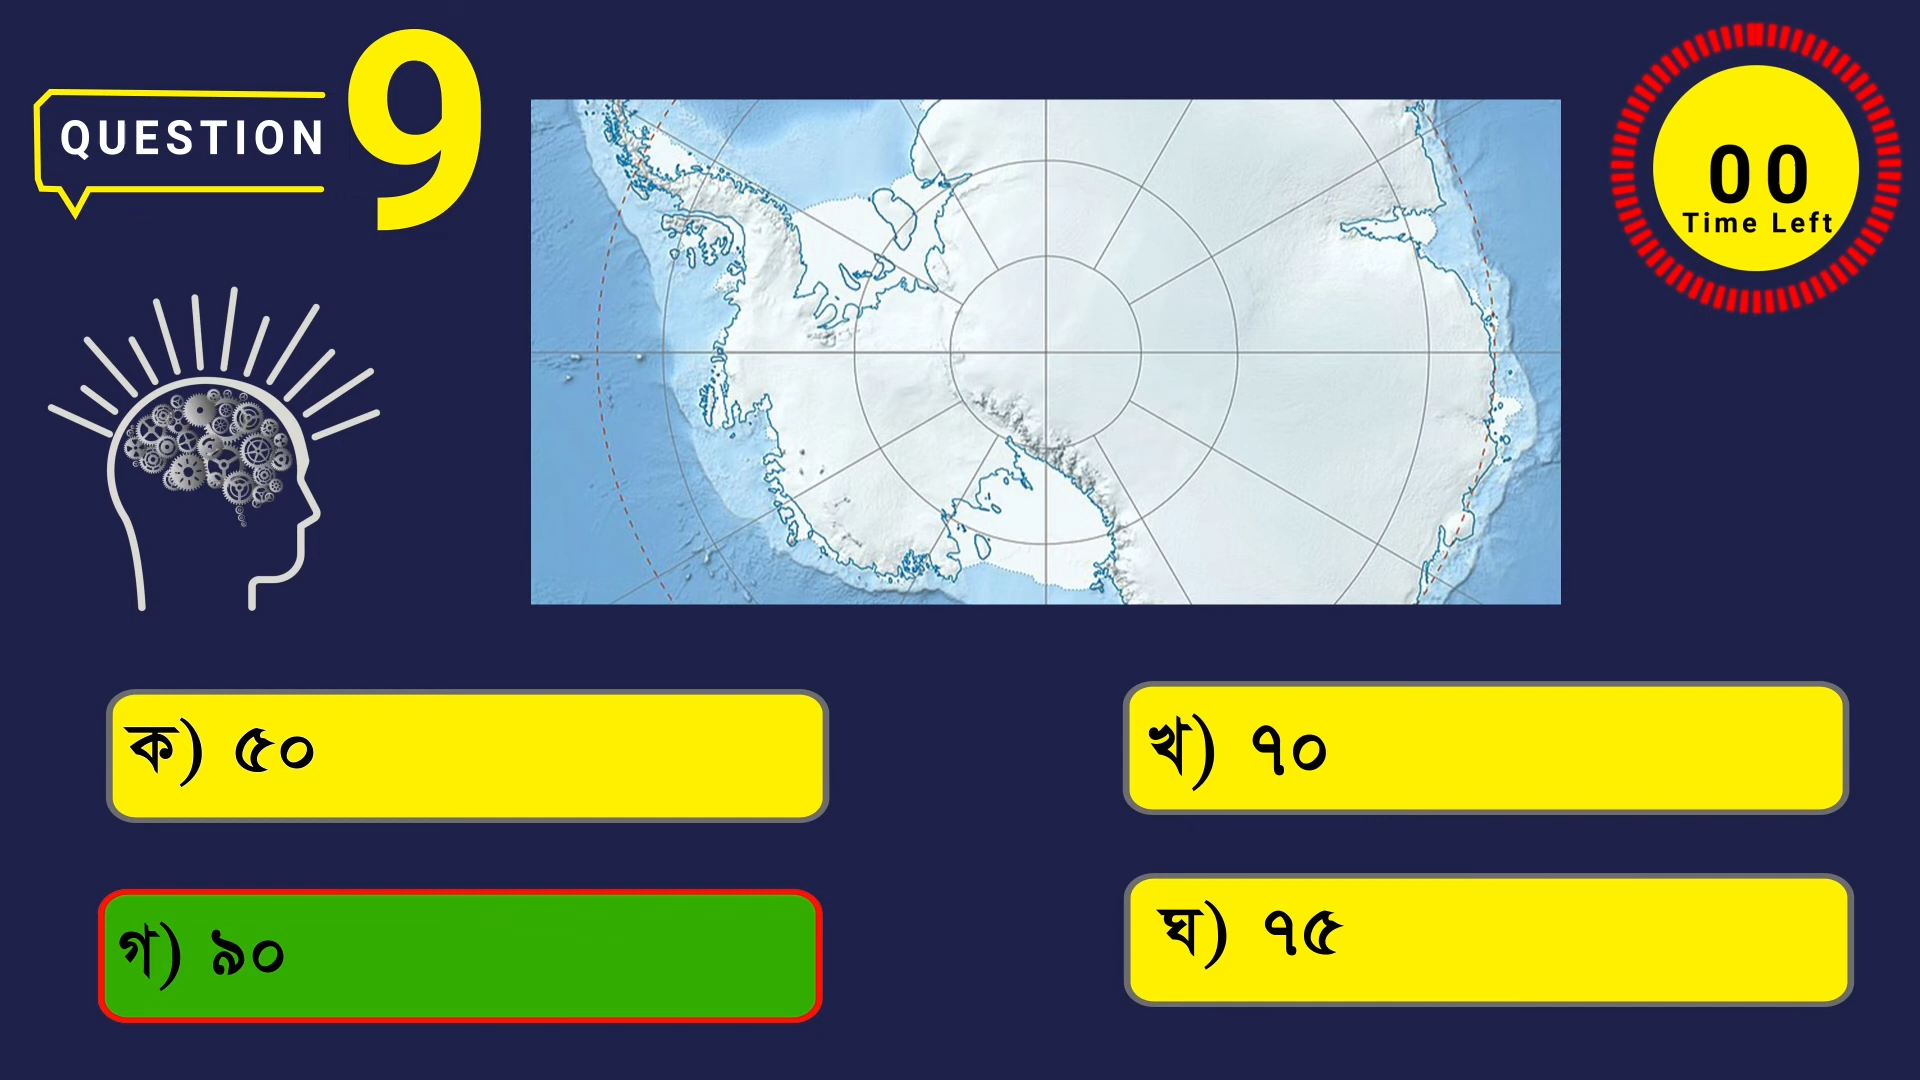 QUESTION 9
00
Time Left
ক) ৫০
খ) ৭০
গ) ৯০
ঘ) ৭৫